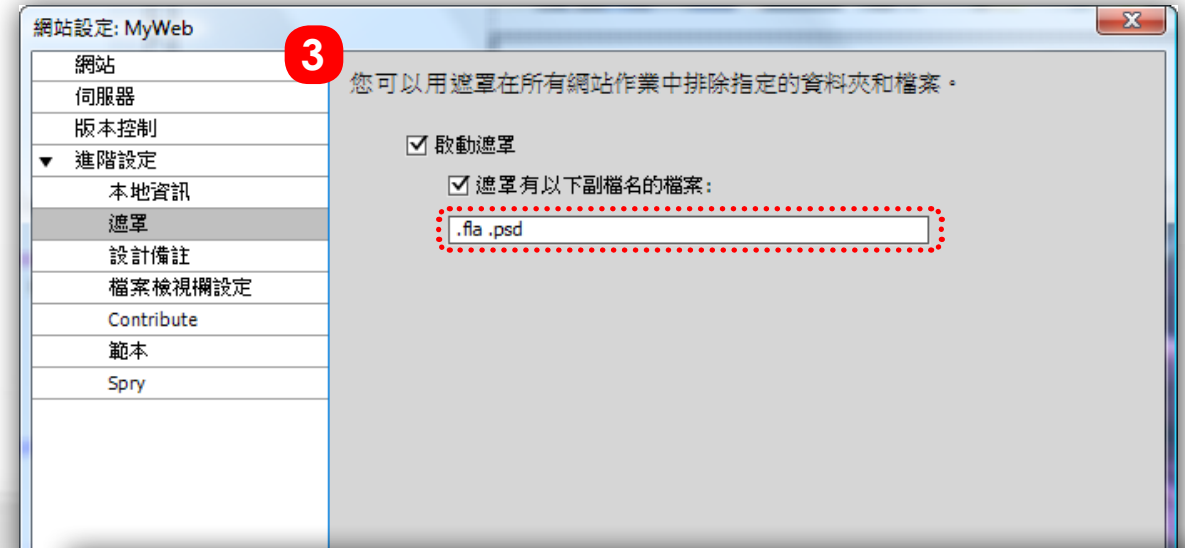 網站設定: MyWeb
3
網站
伺服器
版本控制
▼ 進階設定
本地資訊
遮罩
設計備註
檔案檢視欄設定
Contribute
範本
Spry
您可以用遮罩在所有網站作業中排除指定的資料夾和檔案。
啟動遮罩
遮罩有以下副檔名的檔案:
.fla .psd